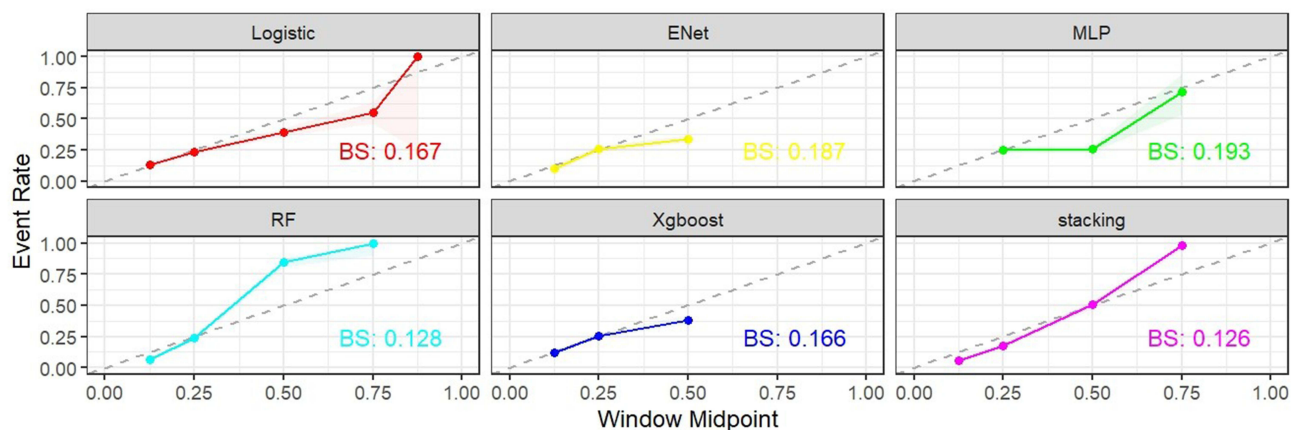 Logistic
ENet
MLP
Event Rate
1.00
0.75
0.50
0.25
0.00
BS: 0.167
BS: 0.187
BS: 0.193
RF
Xgboost
stacking
1.00
0.75
0.50
0.25
0.00
BS: 0.128
BS: 0.166
BS: 0.126
0.00 0.25 0.50 0.75 1.00
0.00 0.25 0.50 0.75 1.00
0.00 0.25 0.50 0.75 1.00
Window Midpoint